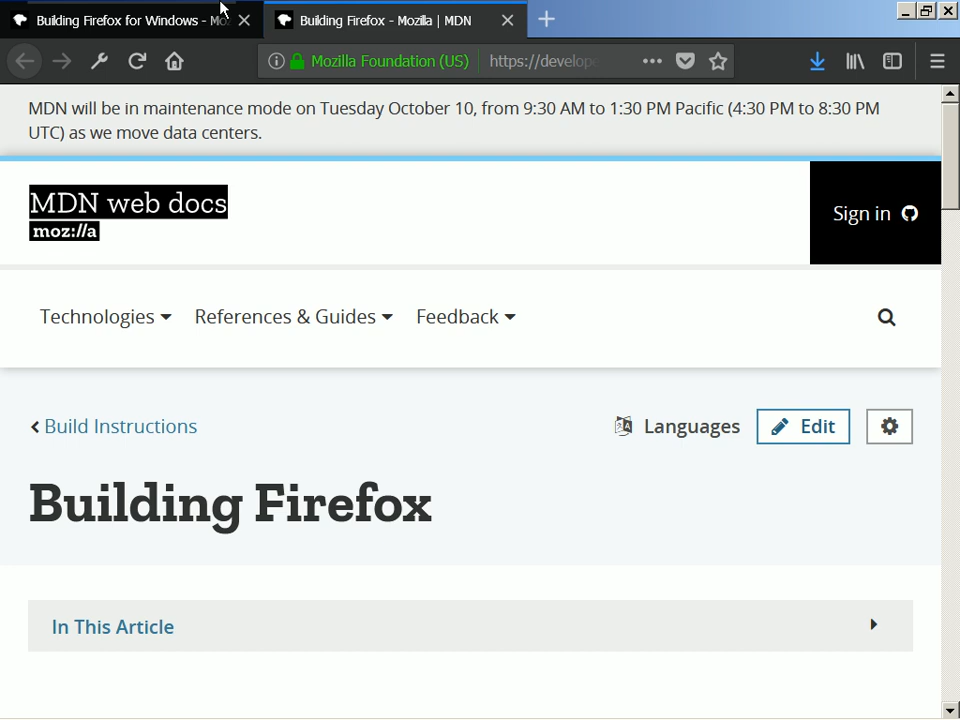 Building Firefox for Windows - Mo
Building Firefox - Mozilla | MDN
Mozilla Foundation (US)
https://develope
MDN will be in maintenance mode on Tuesday October 10, from 9:30 AM to 1:30 PM Pacific (4:30 PM to 8:30 PM
UTC) as we move data centers.
MDN web docs
moz://a
Sign in
Technologies
References & Guides
Feedback
Build Instructions
Languages
Edit
Building Firefox
In This Article